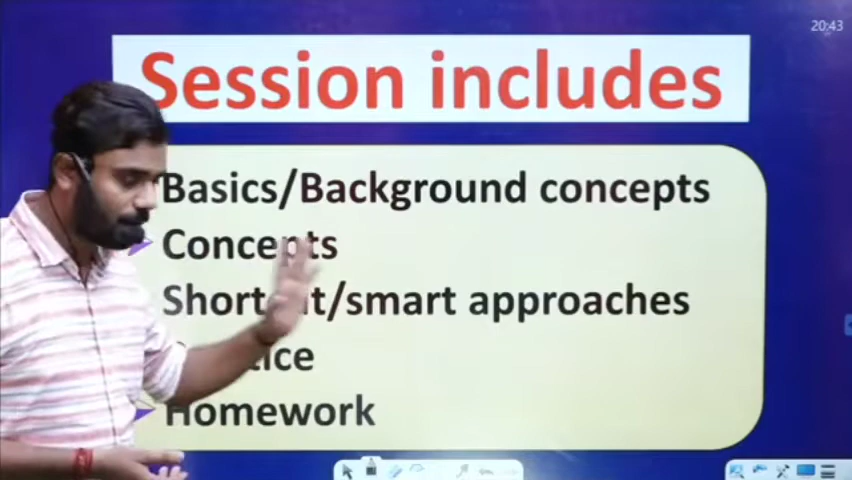 20:43
Session includes
Basics/Background concepts
Concepts
Shortcut/smart approaches
Homework